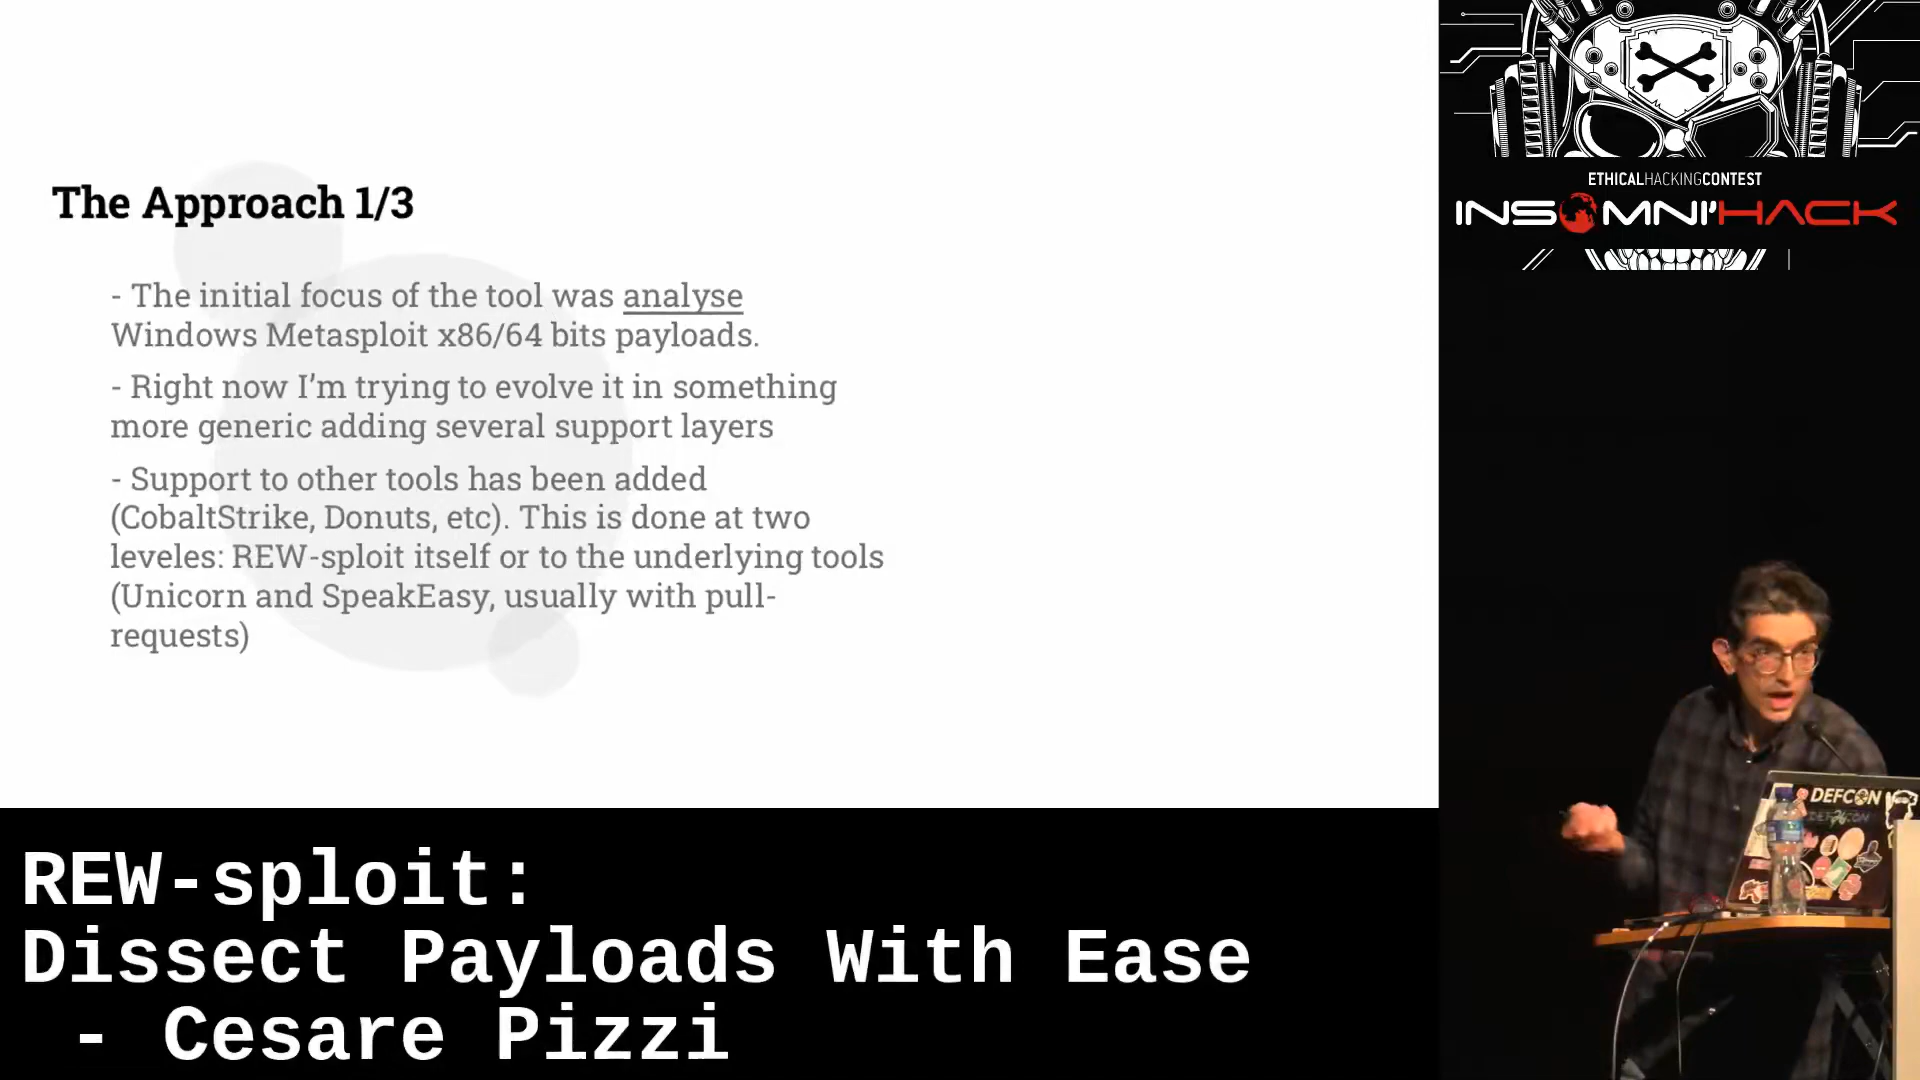 The Approach 1/3
- The initial focus of the tool was analyse
Windows Metasploit x86/64 bits payloads.
- Right now I’m trying to evolve it in something
more generic adding several support layers
- Support to other tools has been added
(CobaltStrike, Donuts, etc). This is done at two
leveles: REW-sploit itself or to the underlying tools
(Unicorn and SpeakEasy, usually with pull-
requests)
ETHICALHACKINGCONTEST
INSOMNI'HACK
DEFCON
REW-sploit:
Dissect Payloads With Ease
- Cesare Pizzi